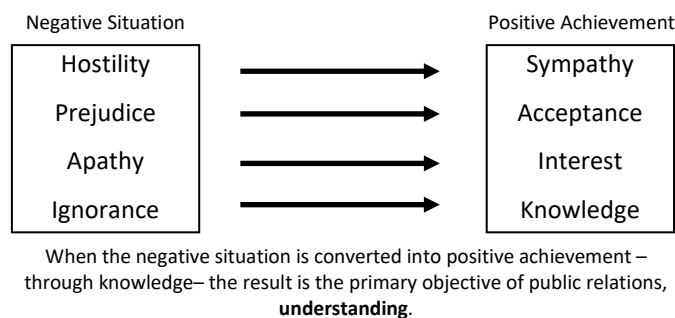 Negative Situation
Positive Achievement
Hostility
Sympathy
Prejudice
Acceptance
Apathy
Interest
Ignorance
Knowledge
When the negative situation is converted into positive achievement –
through knowledge– the result is the primary objective of public relations,
understanding.